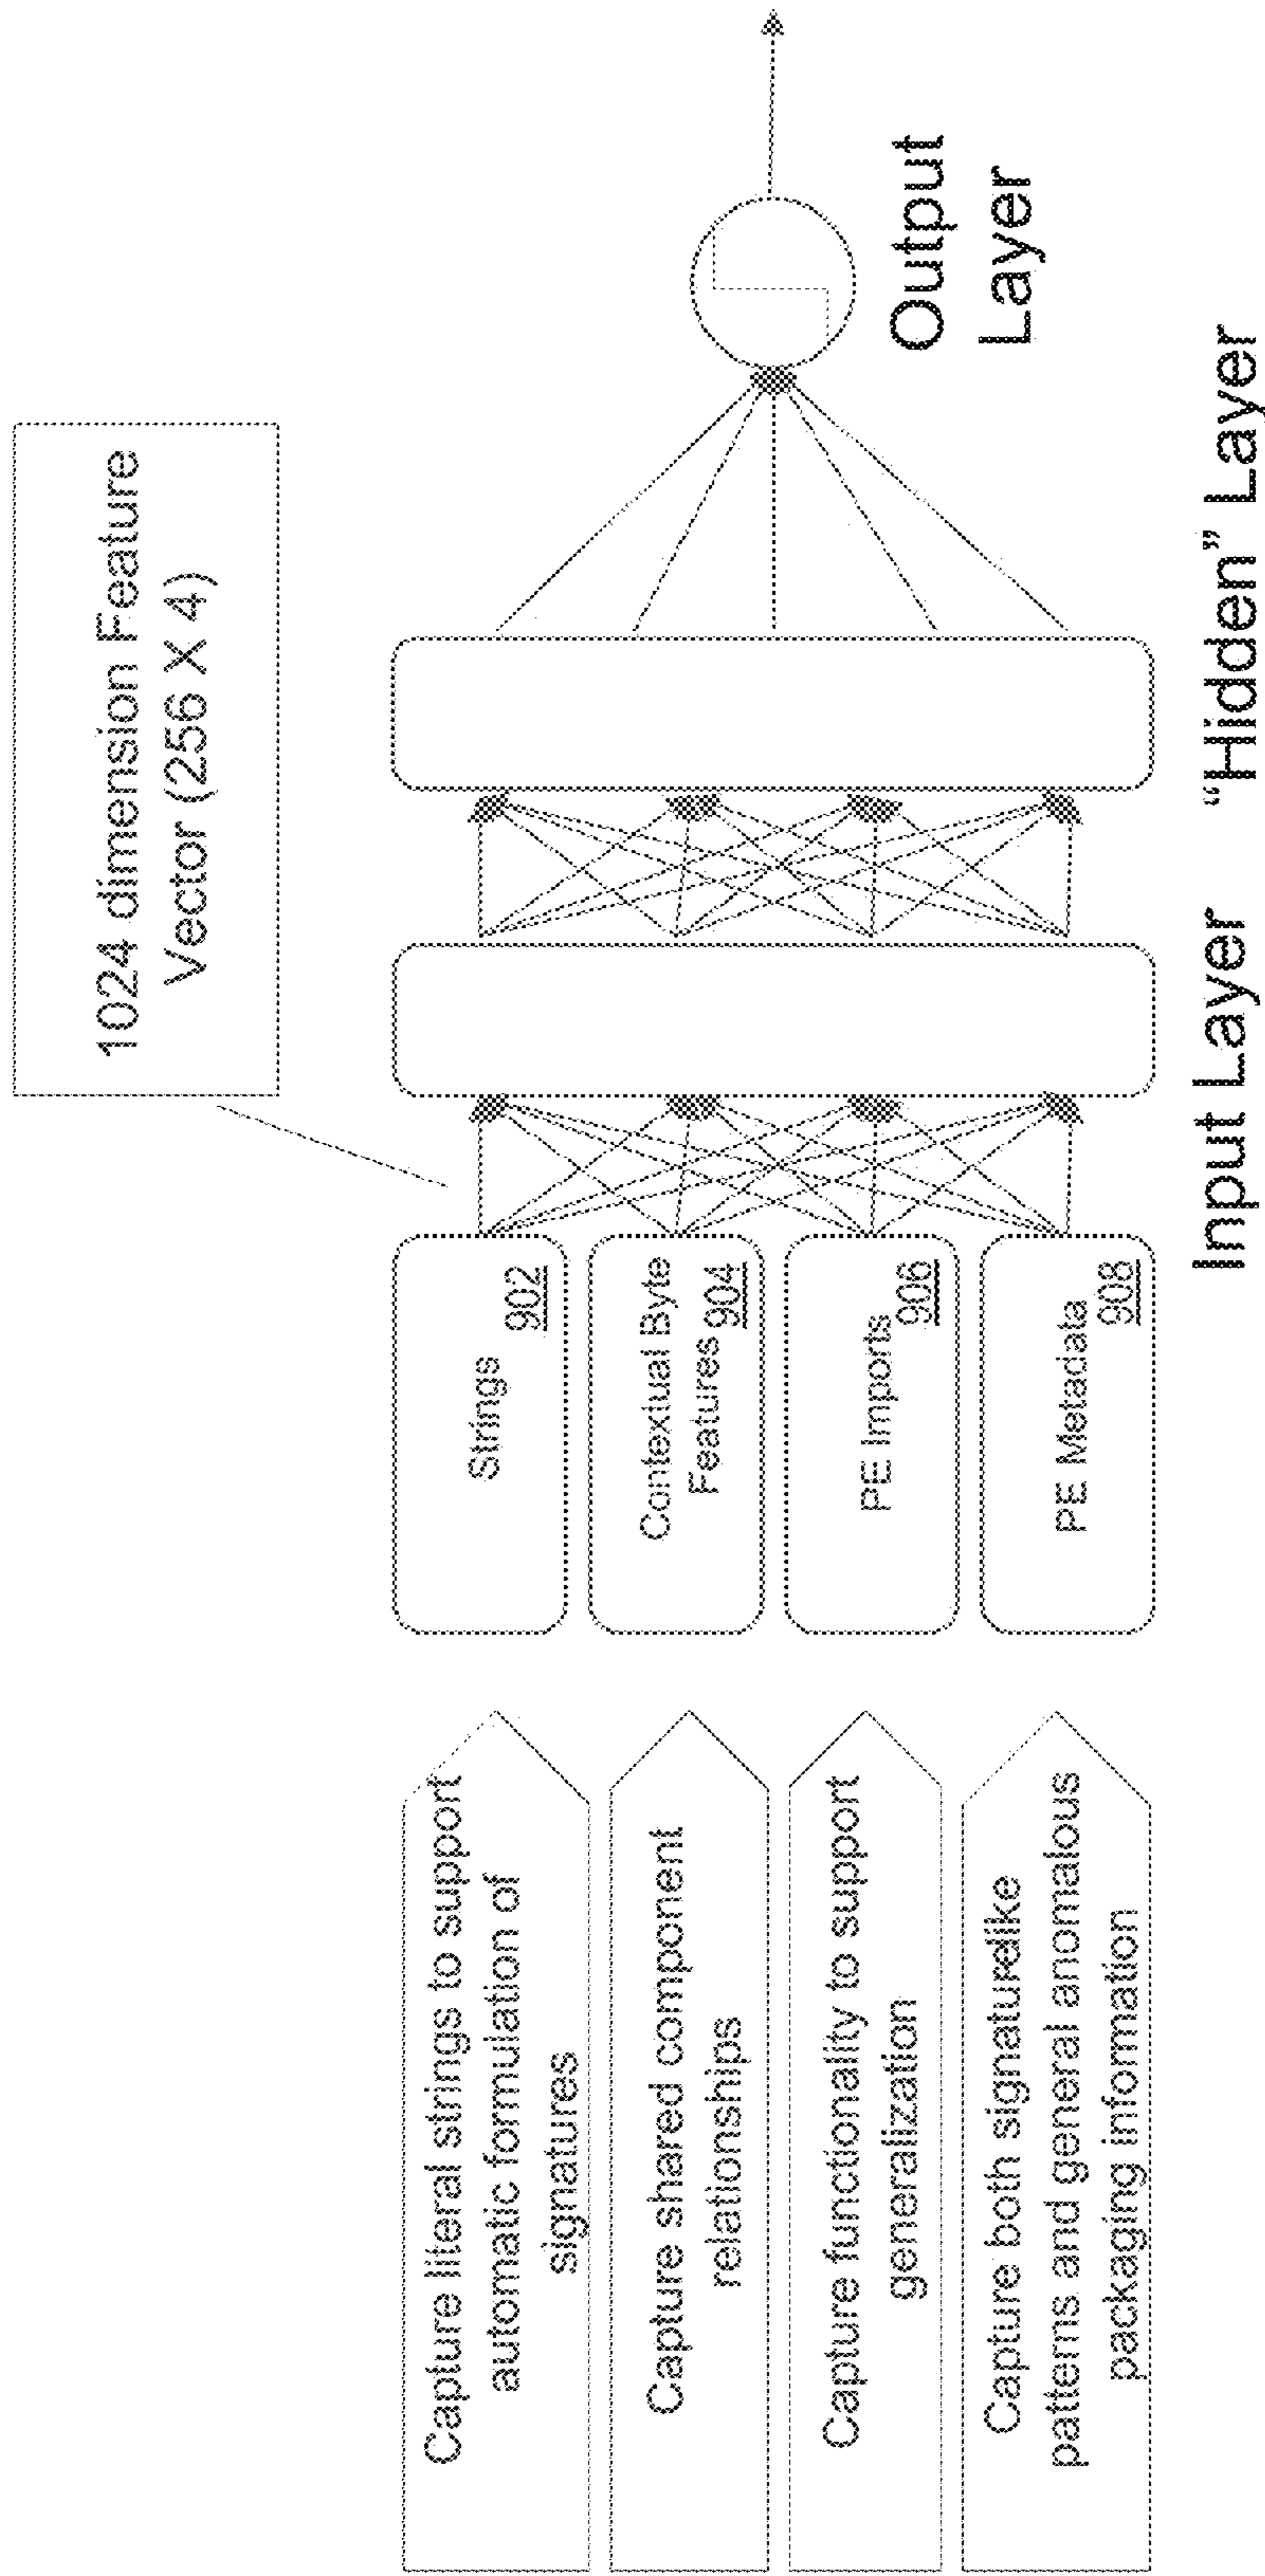 1024 dimension Feature
Vector (256 X 4)
Capture literal strings to support
automatic formulation of
signatures
Strings
902
Capture shared component
relationships
Contextual Byte
Features 904
Capture functionality to support
generalization
PE Imports
906
Capture both signaturelike
patterns and general anomalous
packaging information
PE Metadata
908
Output
Layer
Input Layer
“Hidden” Layer